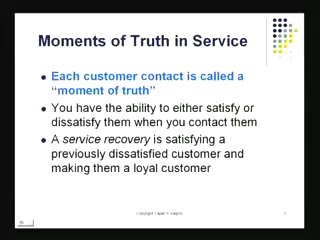 Moments of Truth in Service
Each customer contact is called a
“moment of truth”
You have the ability to either satisfy or
dissatisfy them when you contact them
A service recovery is satisfying a
previously dissatisfied customer and
making them a loyal customer